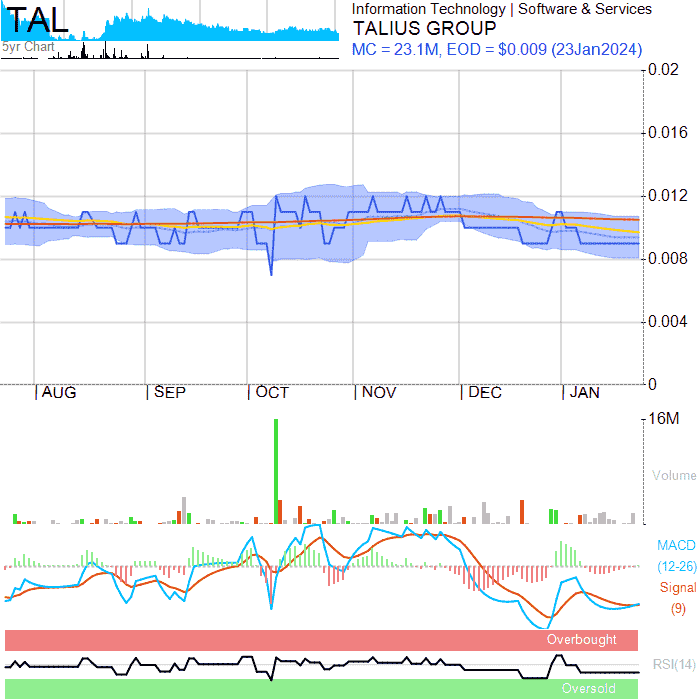 TAL
5yr Chart
Information Technology | Software & Services
TALIUS GROUP
MC = 23.1M, EOD = $0.009 (23Jan2024)
0.02
0.016
0.012
0.008
0.004
0
AUG SEP OCT NOV DEC JAN
16M
Volume
MACD
(12-26)
Signal
(9)
Overbought
RSI(14)
Oversold